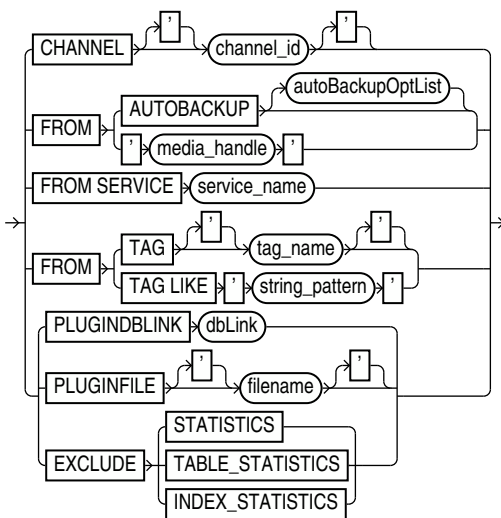 CHANNEL ' channel_id '
autoBackupOptList
AUTOBACKUP
FROM
' media_handle '
FROM SERVICE service_name
TAG ' tag_name '
FROM
TAG LIKE ' string_pattern '
PLUGINDBLINK dbLink
PLUGINFILE ' filename '
STATISTICS
EXCLUDE TABLE_STATISTICS
INDEX_STATISTICS